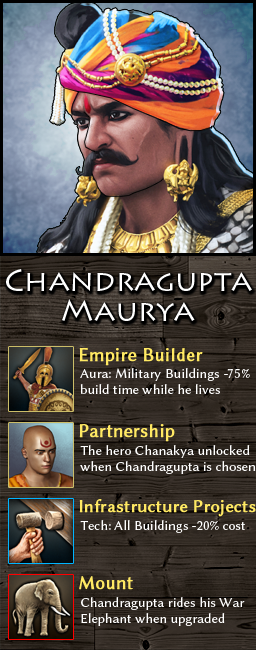 Chandragupta
Maurya
Empire Builder
Aura: Military Buildings -75%
build time while he lives
Partnership
The hero Chanakya unlocked
when Chandragupta is chosen
Infrastructure Projects
Tech: All Buildings -20% cost
Mount
Chandragupta rides his War
Elephant when upgraded